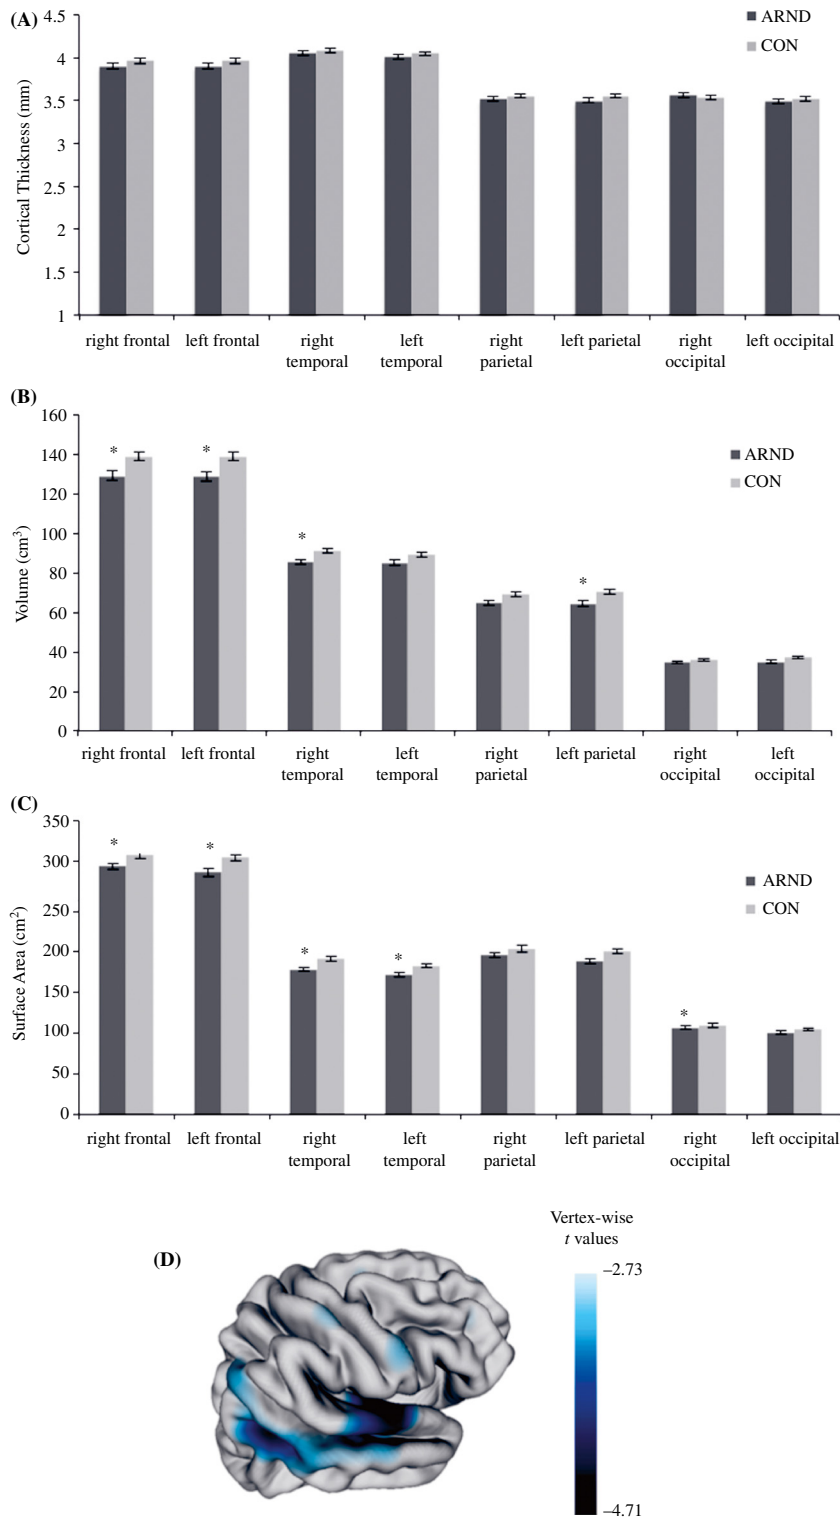 (A)
4.5
4
3.5
3
2.5
2
1.5
1
Cortical Thickness (mm)
ARND
CON
right frontal
left frontal
right
temporal
left
temporal
right
parietal
left parietal
right
occipital
left occipital
(B)
160
140
120
100
80
60
40
20
0
Volume (cm³)
* * * *
ARND
CON
right frontal
left frontal
right
temporal
left
temporal
right
parietal
left parietal
right
occipital
left
occipital
(C)
350
300
250
200
150
100
50
0
Surface Area (cm²)
* * * * *
ARND
CON
right frontal
left frontal
right
temporal
left
temporal
right
parietal
left parietal
right
occipital
left occipital
(D)
Vertex-wise
t values
–2.73
–4.71